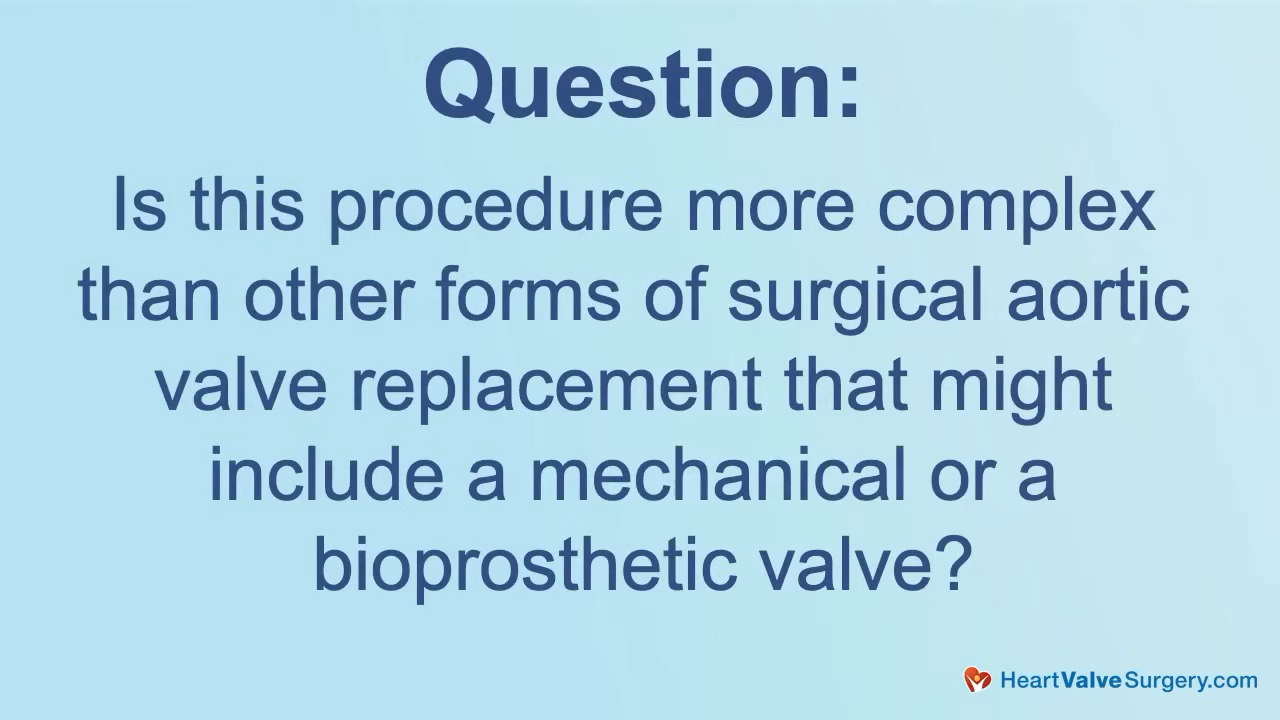 Question:
Is this procedure more complex
than other forms of surgical aortic
valve replacement that might
include a mechanical or a
bioprosthetic valve?
HeartValveSurgery.com